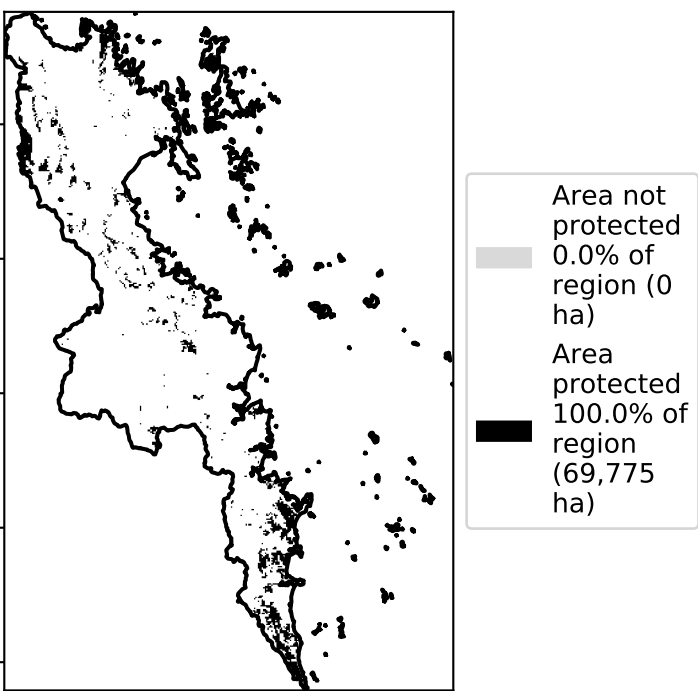 Area not
protected
0.0% of
region (0
ha)
Area
protected
100.0% of
region
(69,775
ha)